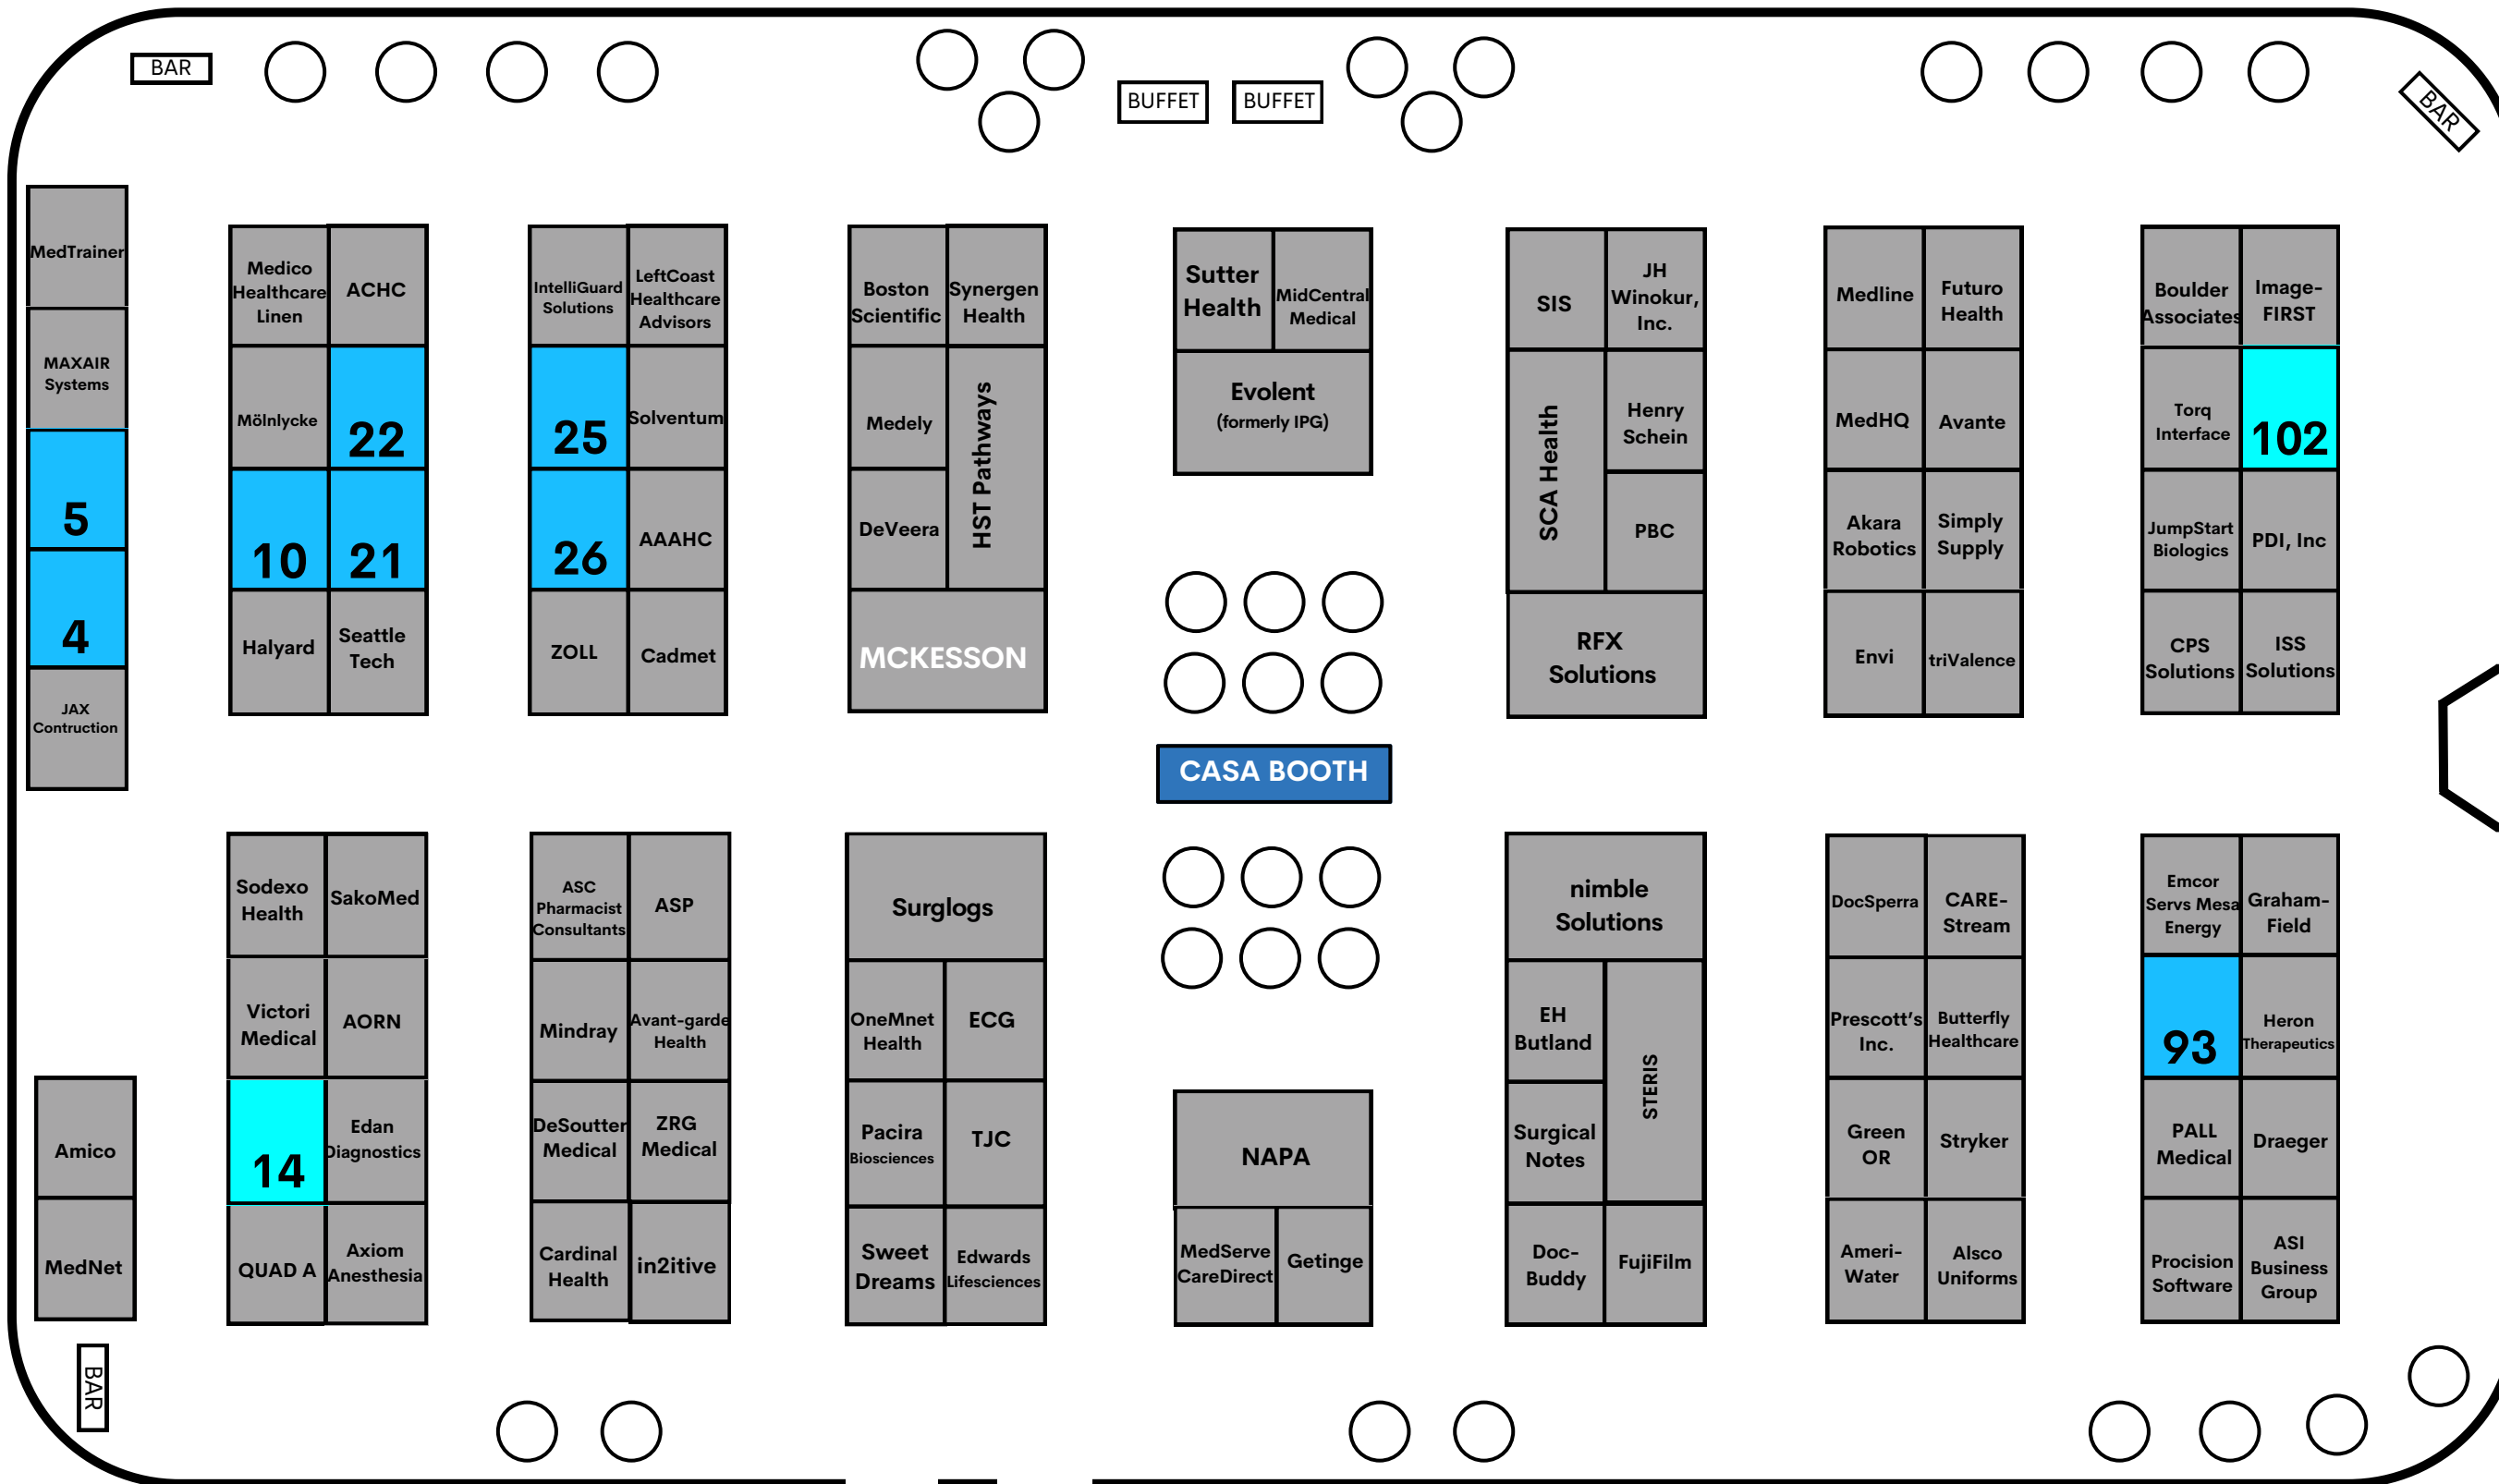 BAR
BUFFET
BUFFET
BAR
MedTrainer
MAXAIR
Systems
5
4
JAX
Contruction
Medico
Healthcare
Linen
ACHC
Mölnlycke
22
10
21
Halyard
Seattle
Tech
IntelliGuard
Solutions
LeftCoast
Healthcare
Advisors
25
Solventum
26
AAAHC
ZOLL
Cadmet
Boston
Scientific
Synergen
Health
Medely
HST Pathways
DeVeera
MCKESSON
Sutter
Health
MidCentral
Medical
Evolent
(formerly IPG)
SIS
JH
Winokur,
Inc.
SCA Health
Henry
Schein
PBC
RFX
Solutions
Medline
Futuro
Health
MedHQ
Avante
Akara
Robotics
Simply
Supply
Envi
triValence
Boulder
Associates
Image-
FIRST
Torq
Interface
102
JumpStart
Biologics
PDI, Inc
CPS
Solutions
ISS
Solutions
CASA BOOTH
Amico
MedNet
Sodexo
Health
SakoMed
Victori
Medical
AORN
14
Edan
Diagnostics
QUAD A
Axiom
Anesthesia
ASC
Pharmacist
Consultants
ASP
Mindray
Avant-garde
Health
DeSoutter
Medical
ZRG
Medical
Cardinal
Health
in2itive
Surglogs
OneMnet
Health
ECG
Pacira
Biosciences
TJC
Sweet
Dreams
Edwards
Lifesciences
NAPA
MedServe
CareDirect
Getinge
nimble
Solutions
EH
Butland
STERIS
Surgical
Notes
Doc-
Buddy
FujiFilm
DocSperra
CARE-
Stream
Prescott's
Inc.
Butterfly
Healthcare
Green
OR
Stryker
Ameri-
Water
Alsco
Uniforms
Emcor
Servs Mesa
Energy
Graham-
Field
93
Heron
Therapeutics
PALL
Medical
Draeger
Procision
Software
ASI
Business
Group
BAR